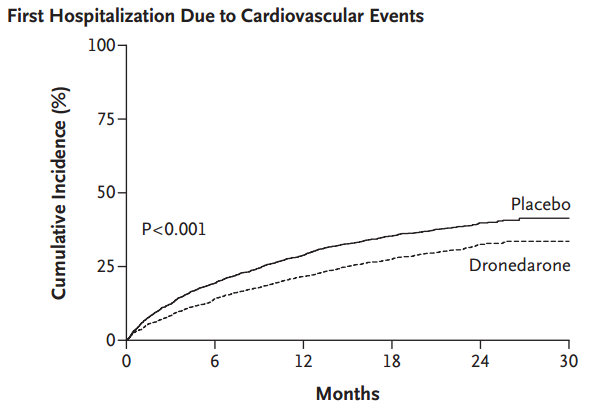 First Hospitalization Due to Cardiovascular Events
100
75
50
25
0
Cumulative Incidence (%)
P<0.001
Placebo
Dronedarone
0 6 12 18 24 30
Months